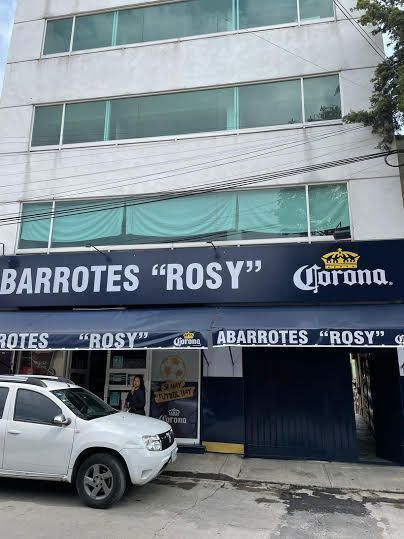 ABARROTES “ROSY”
Corona
ROTES “ROSY”
Corona
ABARROTES “ROSY”
SI HAY
FUTBOL HAY
Corona